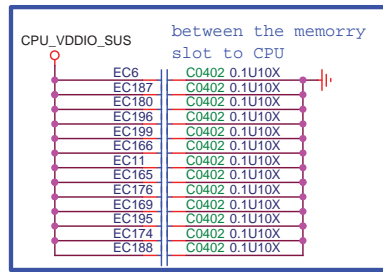 between the memorry
CPU_VDDIO_SUS
slot to CPU
EC6 C0402 0.1U10X
EC187 C0402 0.1U10X
EC180 C0402 0.1U10X
EC196 C0402 0.1U10X
EC199 C0402 0.1U10X
EC166 C0402 0.1U10X
EC11 C0402 0.1U10X
EC165 C0402 0.1U10X
EC176 C0402 0.1U10X
EC169 C0402 0.1U10X
EC195 C0402 0.1U10X
EC174 C0402 0.1U10X
EC188 C0402 0.1U10X